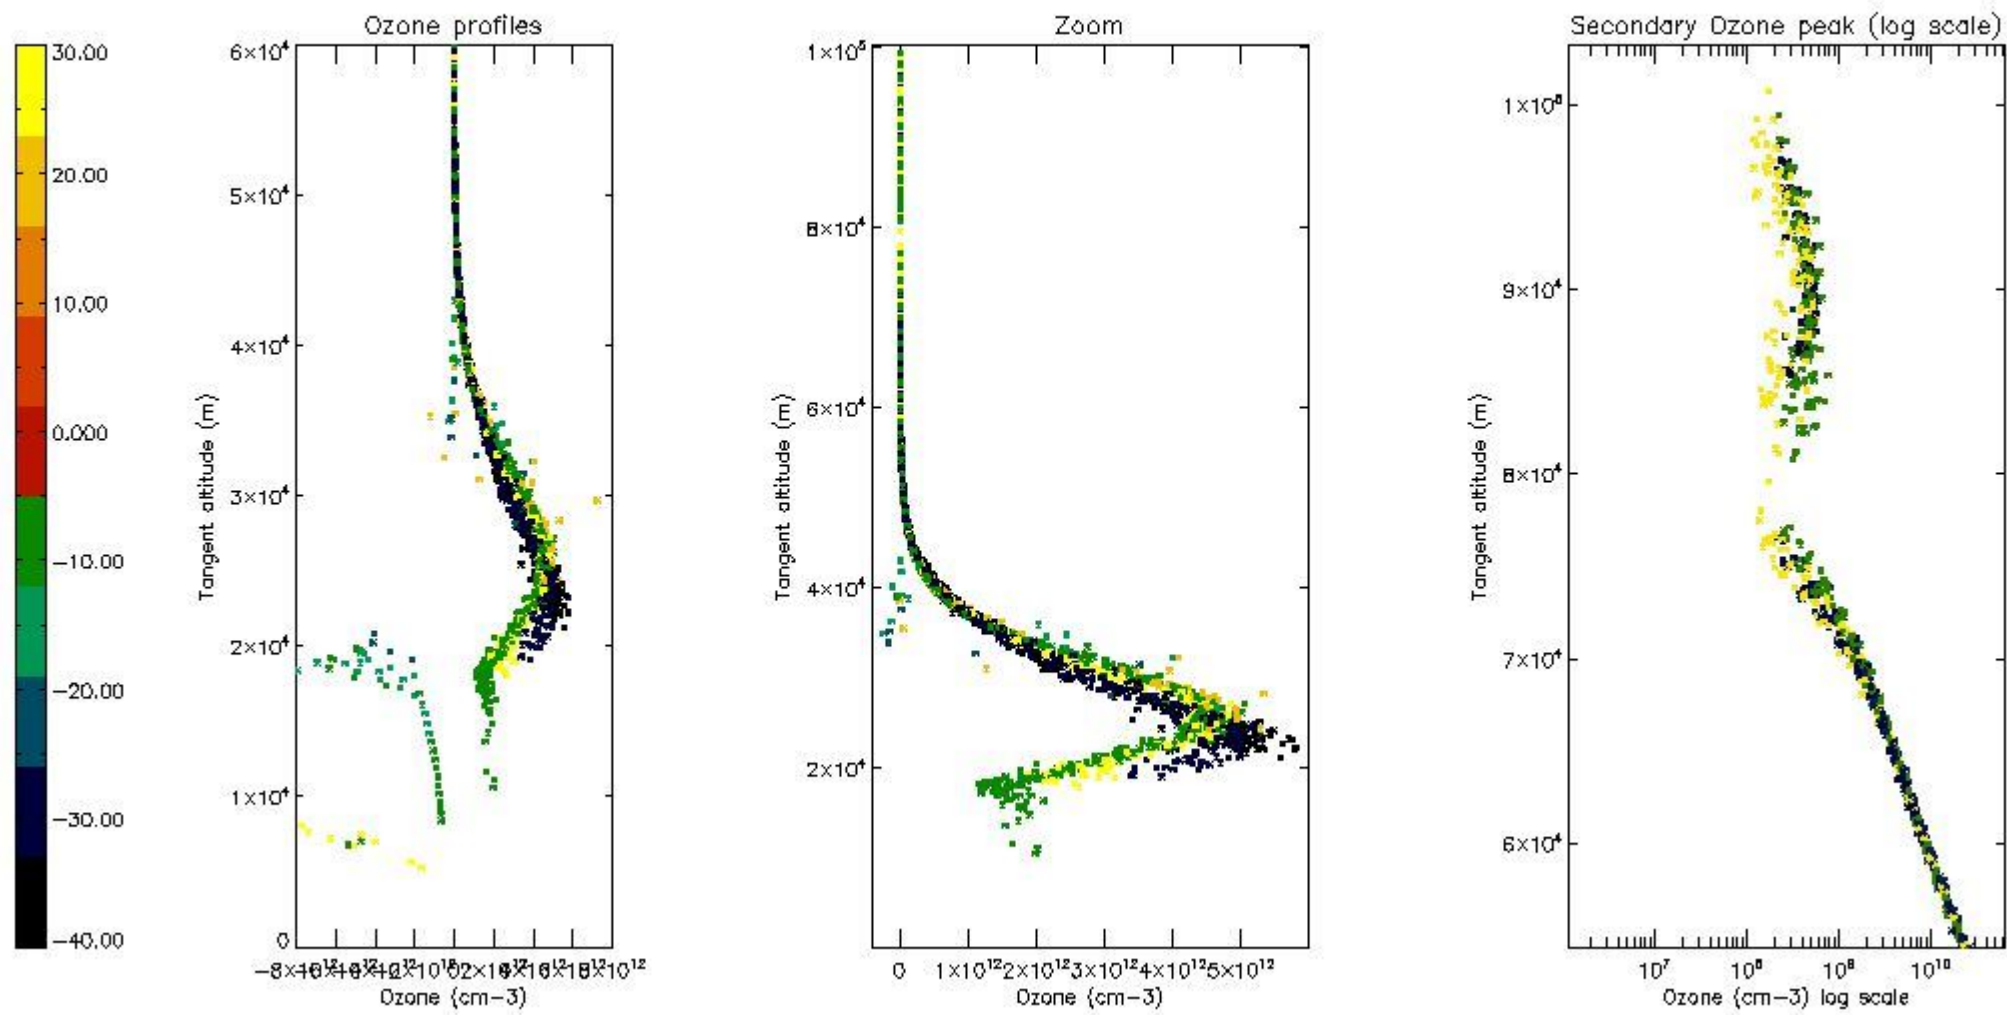 Ozone profiles
Zoom
Secondary Ozone peak (log scale)
30.00
20.00
10.00
0.000
−10.00
−20.00
−30.00
−40.00
6×10⁴
5×10⁴
4×10⁴
3×10⁴
2×10⁴
1×10⁴
0
Tangent altitude (m)
Ozone (cm−3)
1×10⁵
8×10⁴
6×10⁴
4×10⁴
2×10⁴
Tangent altitude (m)
0 1×10¹² 2×10¹² 3×10¹² 4×10¹² 5×10¹²
Ozone (cm−3)
9×10⁴
8×10⁴
7×10⁴
6×10⁴
Tangent altitude (m)
10⁷ 10⁸ 10⁹ 10¹⁰
Ozone (cm−3) log scale